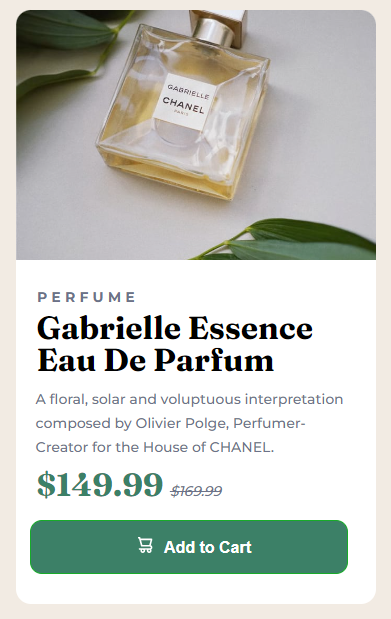 GABRIELLE
CHANEL
PARIS
PERFUME
Gabrielle Essence
Eau De Parfum
A floral, solar and voluptuous interpretation
composed by Olivier Polge, Perfumer-
Creator for the House of CHANEL.
$149.99 $169.99
Add to Cart